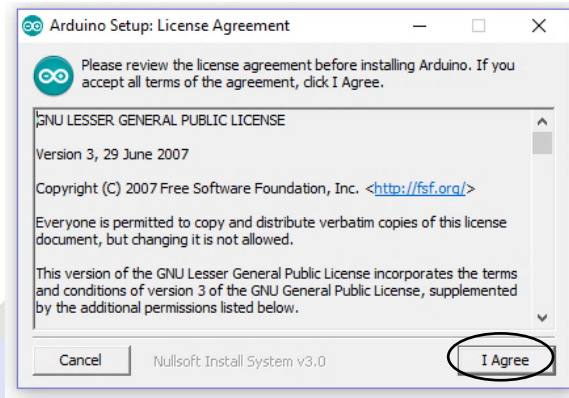 Arduino Setup: License Agreement
Please review the license agreement before installing Arduino. If you
accept all terms of the agreement, click I Agree.
GNU LESSER GENERAL PUBLIC LICENSE
Version 3, 29 June 2007
Copyright (C) 2007 Free Software Foundation, Inc. <http://fsf.org/>
Everyone is permitted to copy and distribute verbatim copies of this license
document, but changing it is not allowed.
This version of the GNU Lesser General Public License incorporates the terms
and conditions of version 3 of the GNU General Public License, supplemented
by the additional permissions listed below.
Cancel
Nullsoft Install System v3.0
I Agree